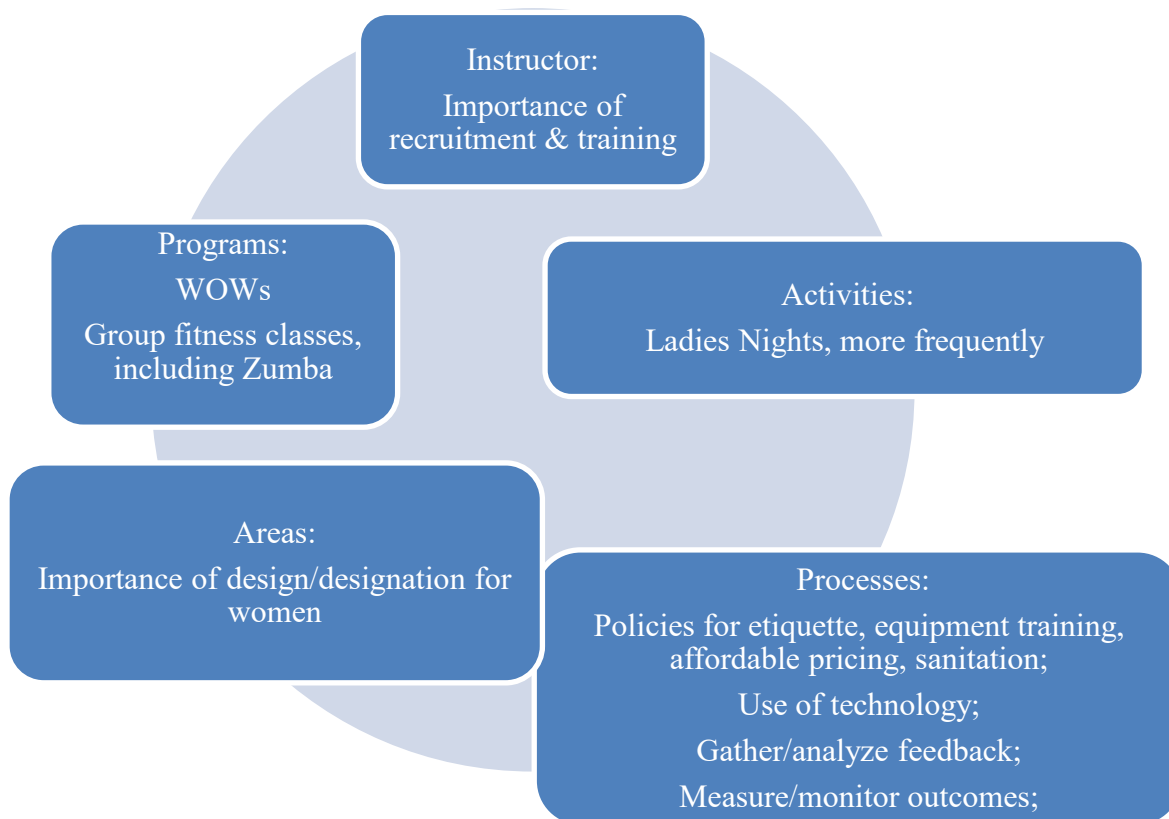 Instructor:
Importance of
recruitment & training
Programs:
WOWs
Group fitness classes,
including Zumba
Activities:
Ladies Nights, more frequently
Areas:
Importance of design/designation for
women
Processes:
Policies for etiquette, equipment training,
affordable pricing, sanitation;
Use of technology;
Gather/analyze feedback;
Measure/monitor outcomes;